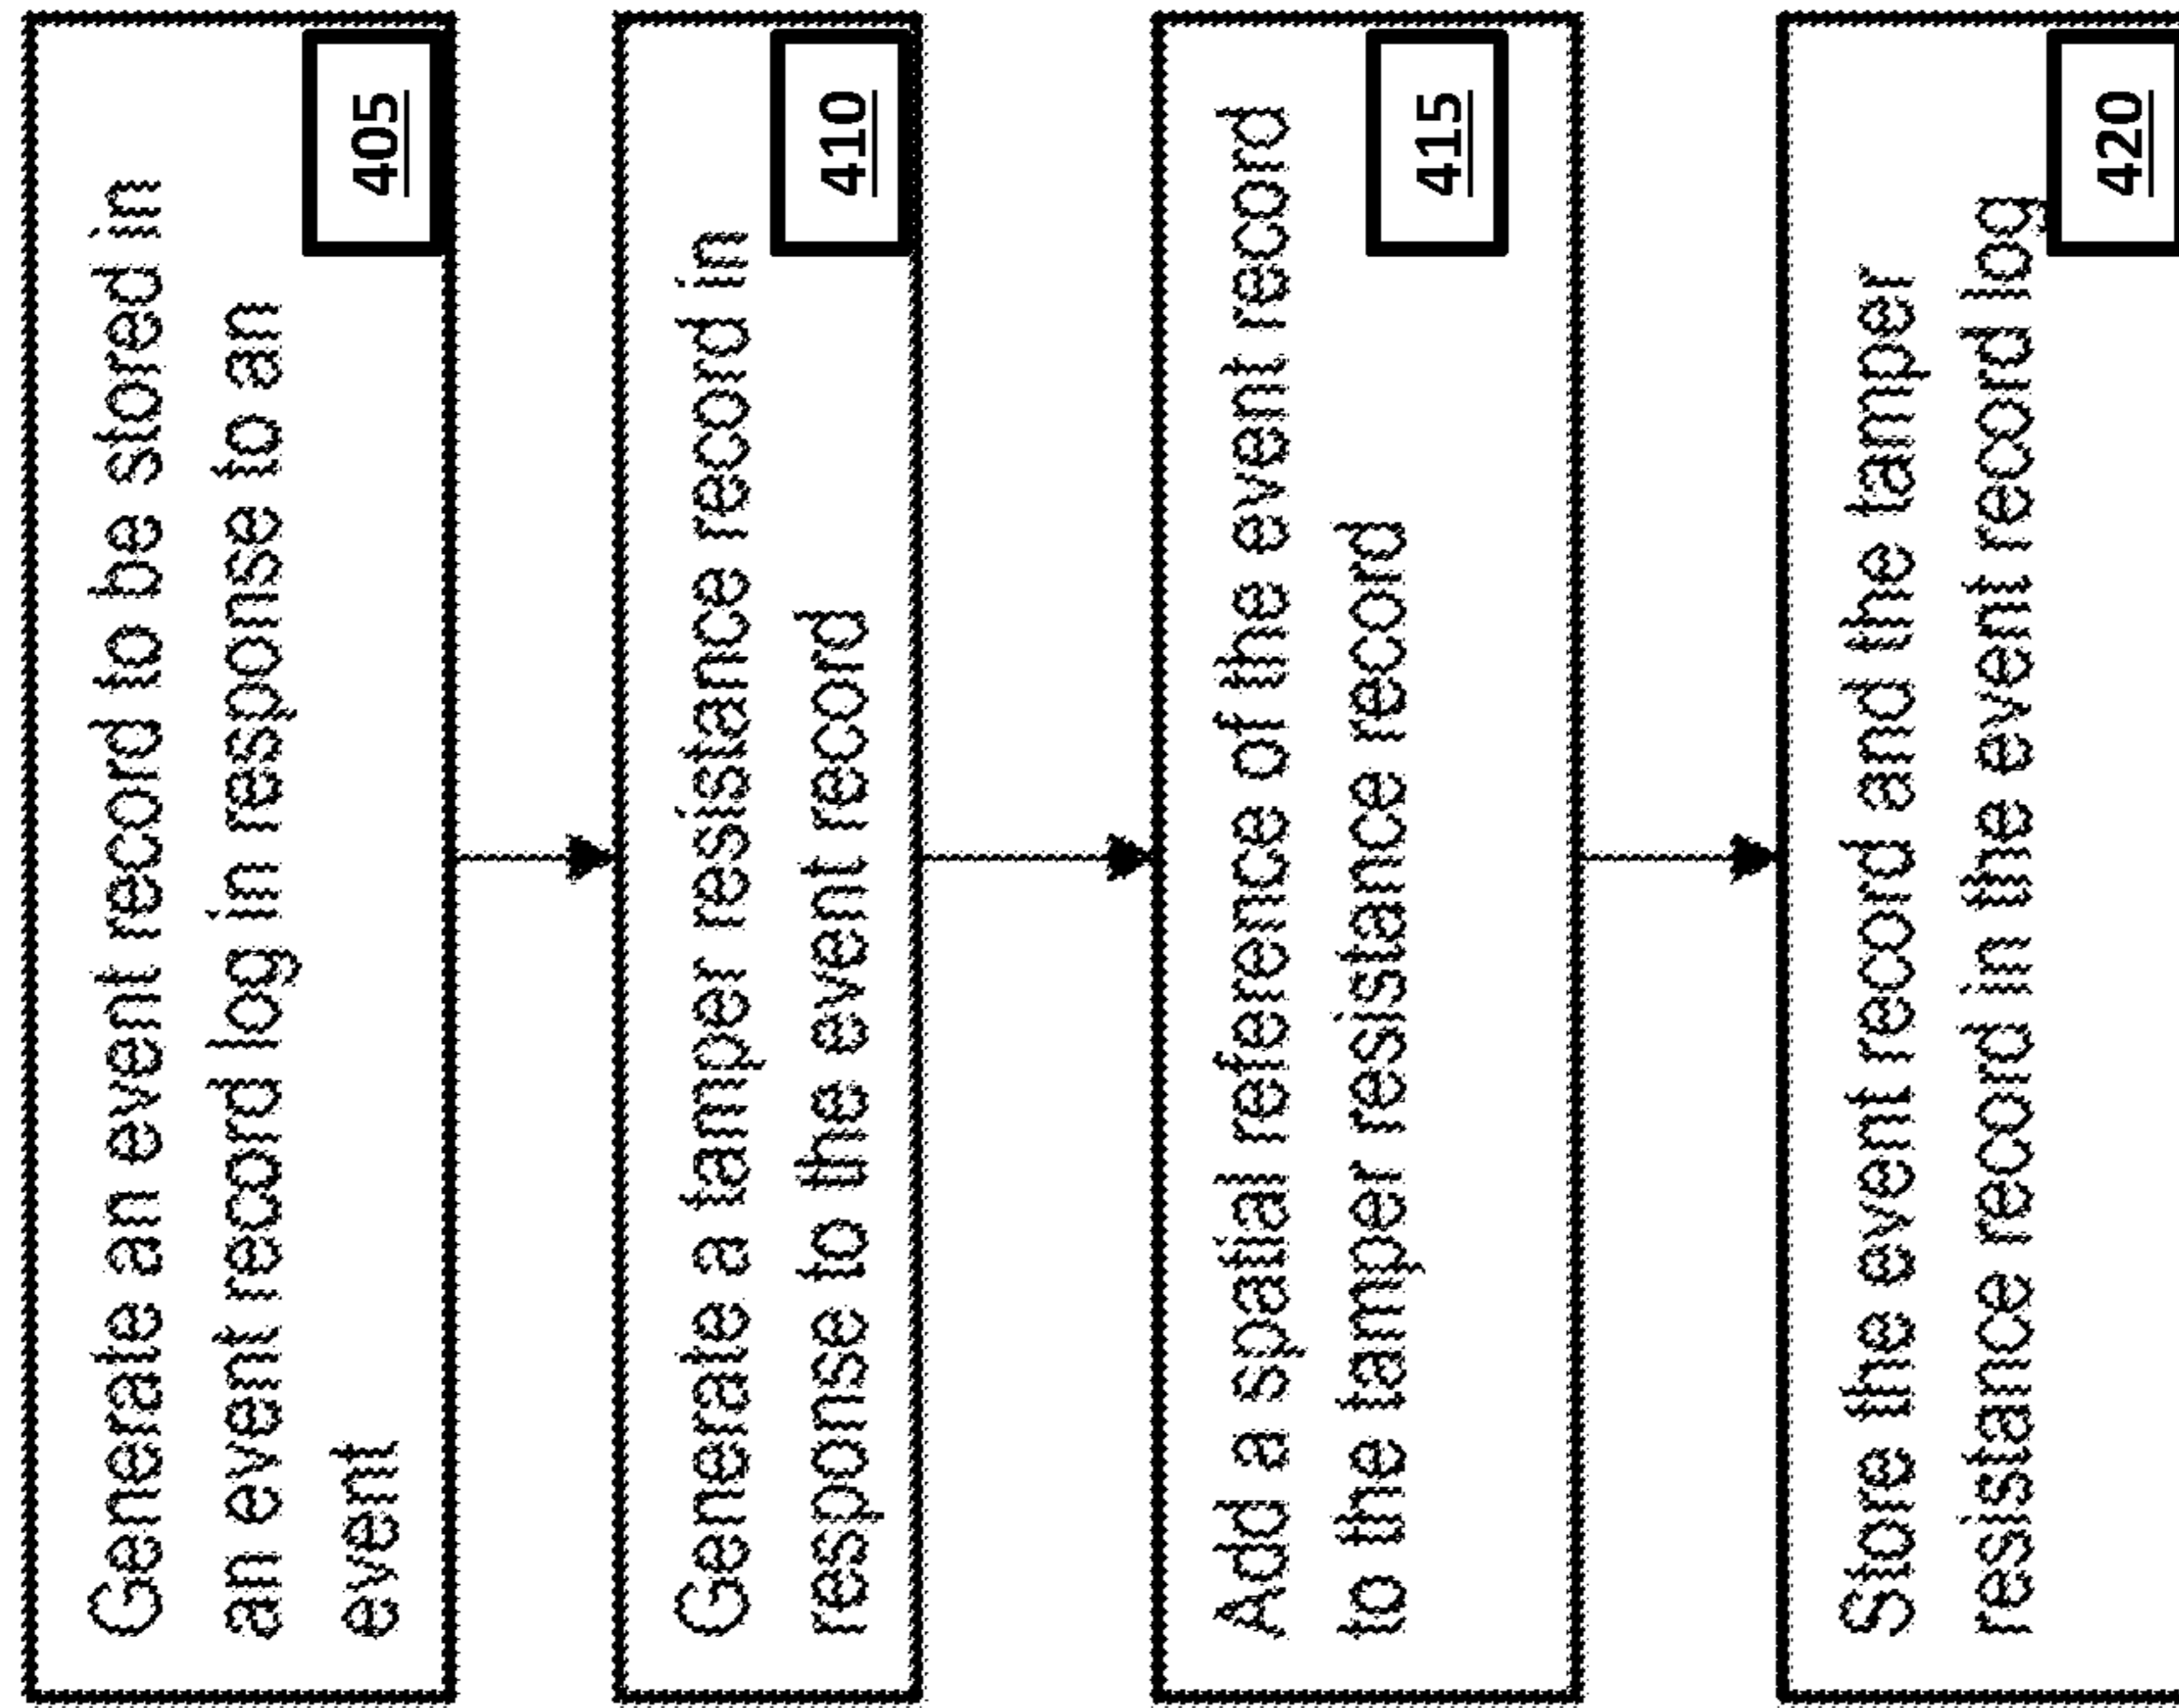 Generate an event record to be stored in
an event record log in response to an
event
405
Generate a tamper resistance record in
response to the event record
410
Add a spatial reference of the event record
to the tamper resistance record
415
Store the event record and the tamper
resistance record in the event record log
420